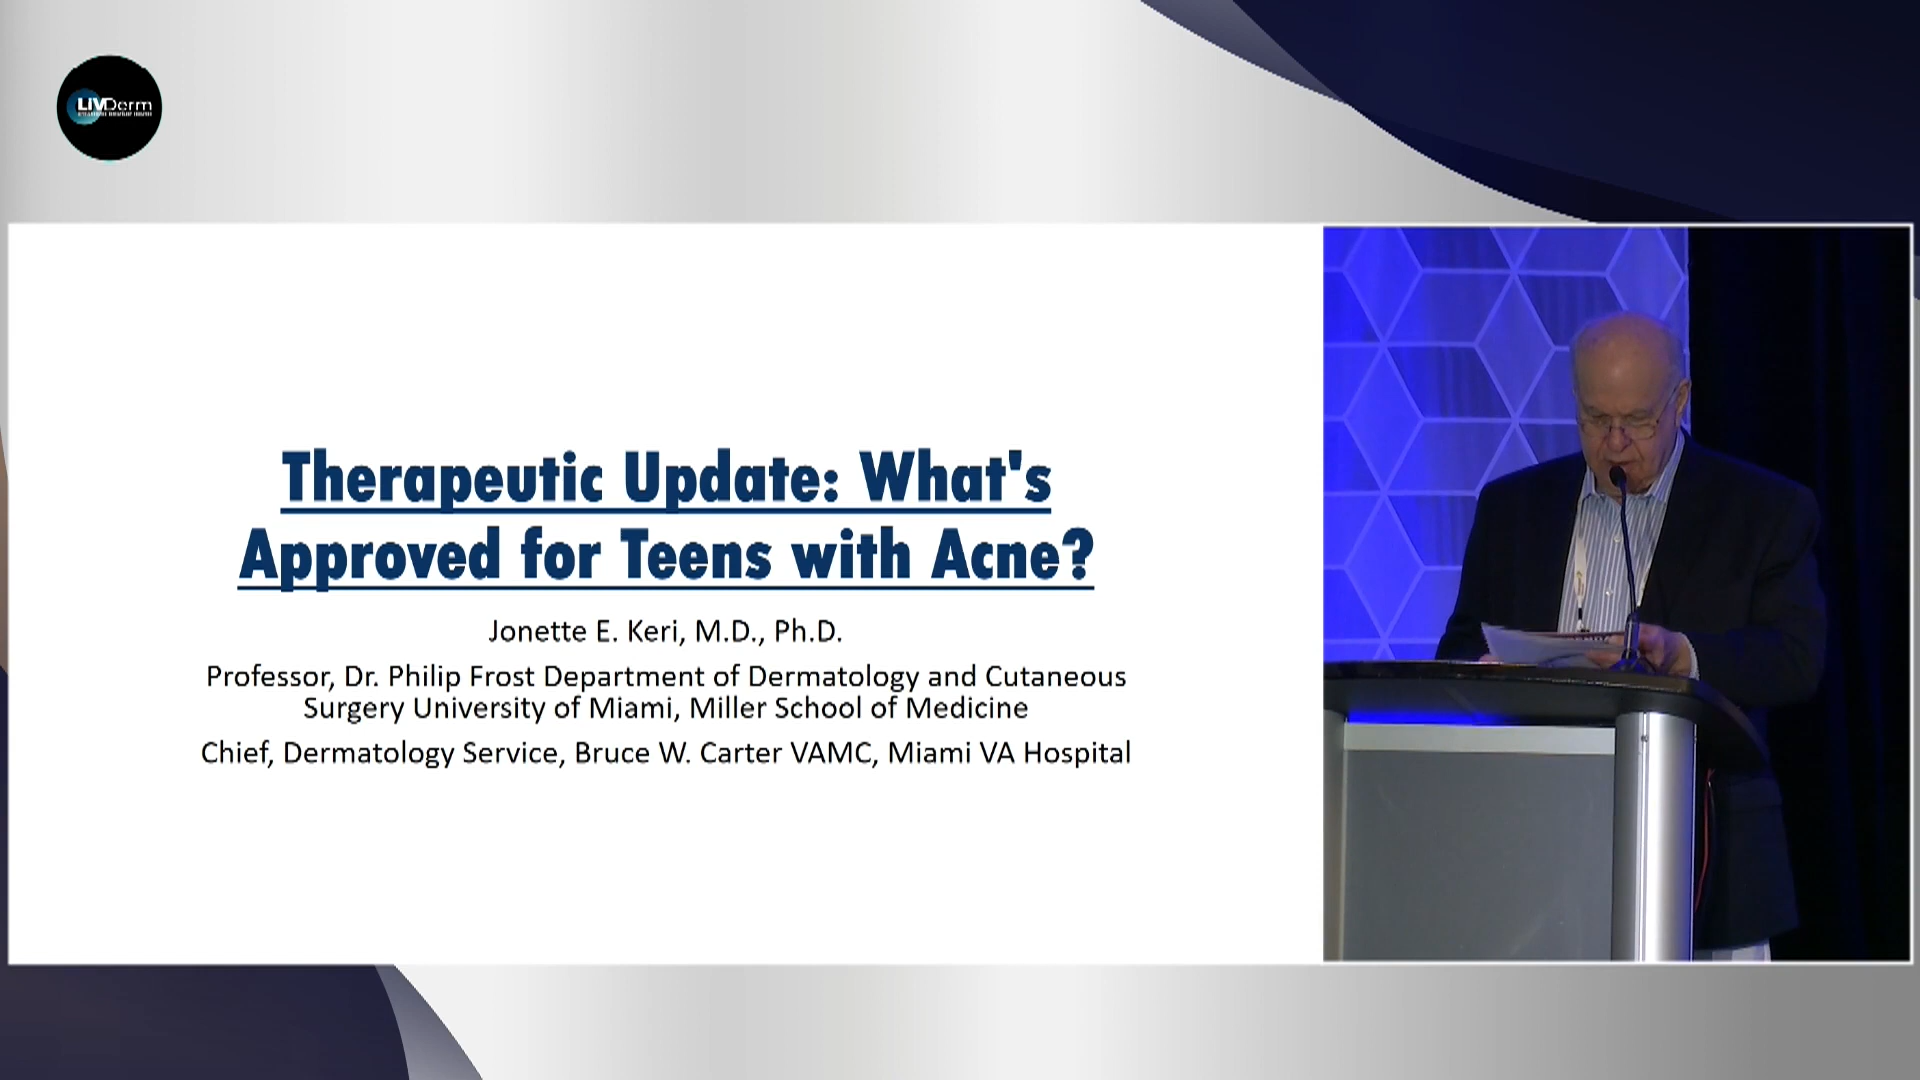 LIVDerm
Therapeutic Update: What's
Approved for Teens with Acne?
Jonette E. Keri, M.D., Ph.D.
Professor, Dr. Philip Frost Department of Dermatology and Cutaneous
Surgery University of Miami, Miller School of Medicine
Chief, Dermatology Service, Bruce W. Carter VAMC, Miami VA Hospital